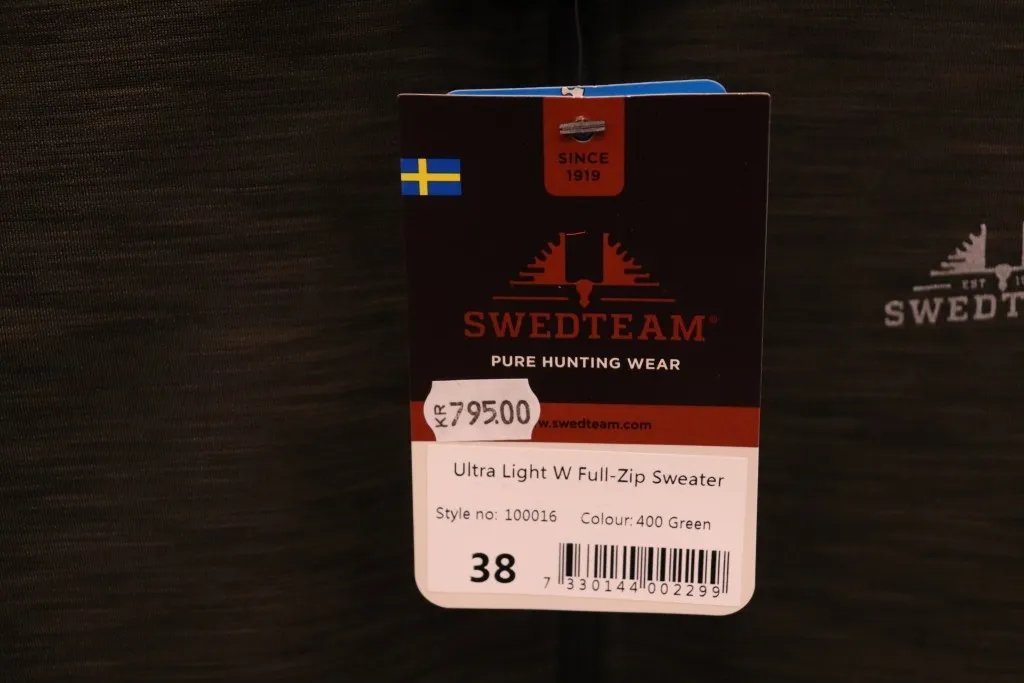 SINCE
1919
SWEDTEAM®
PURE HUNTING WEAR
KR 795.00
w.swedteam.com
Ultra Light W Full-Zip Sweater
Style no: 100016 Colour: 400 Green
38
7 330144 002299
EST
SWEDT